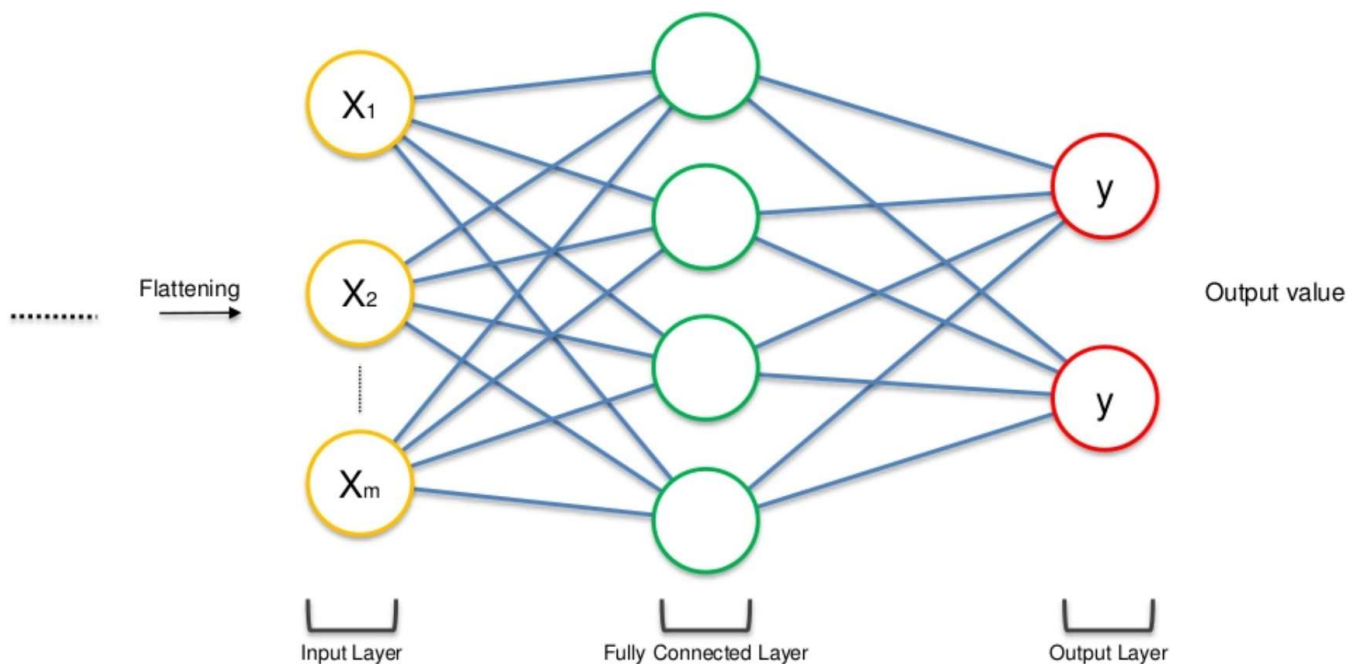 X1
X2
Xm
Flattening
y
y
Output value
Input Layer
Fully Connected Layer
Output Layer